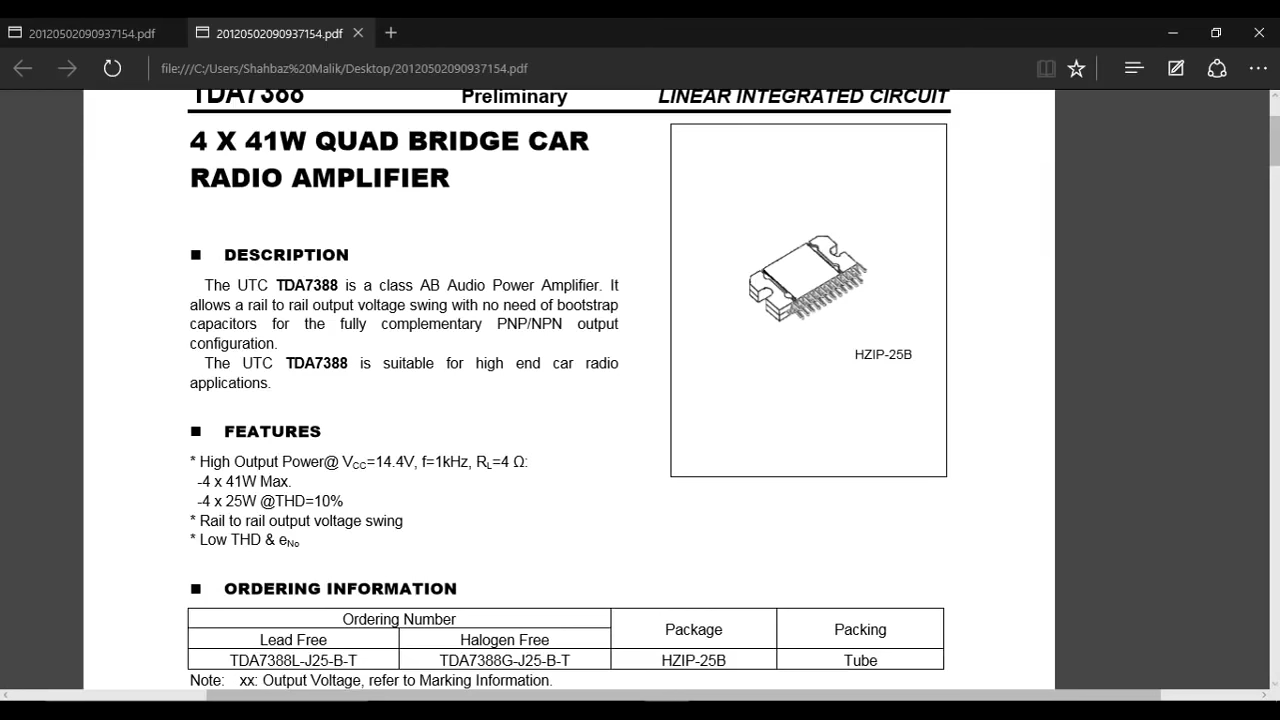 20120502090937154.pdf
20120502090937154.pdf
file:///C:/Users/Shahbaz%20Malik/Desktop/20120502090937154.pdf
TDA7388 Preliminary LINEAR INTEGRATED CIRCUIT
4 X 41W QUAD BRIDGE CAR
RADIO AMPLIFIER
DESCRIPTION
The UTC TDA7388 is a class AB Audio Power Amplifier. It
allows a rail to rail output voltage swing with no need of bootstrap
capacitors for the fully complementary PNP/NPN output
configuration.
The UTC TDA7388 is suitable for high end car radio
applications.
HZIP-25B
FEATURES
* High Output Power@ VCC=14.4V, f=1kHz, RL=4 Ω:
-4 x 41W Max.
-4 x 25W @THD=10%
* Rail to rail output voltage swing
* Low THD & eNo
ORDERING INFORMATION
Ordering Number Package Packing
Lead Free Halogen Free
TDA7388L-J25-B-T TDA7388G-J25-B-T HZIP-25B Tube
Note: xx: Output Voltage, refer to Marking Information.